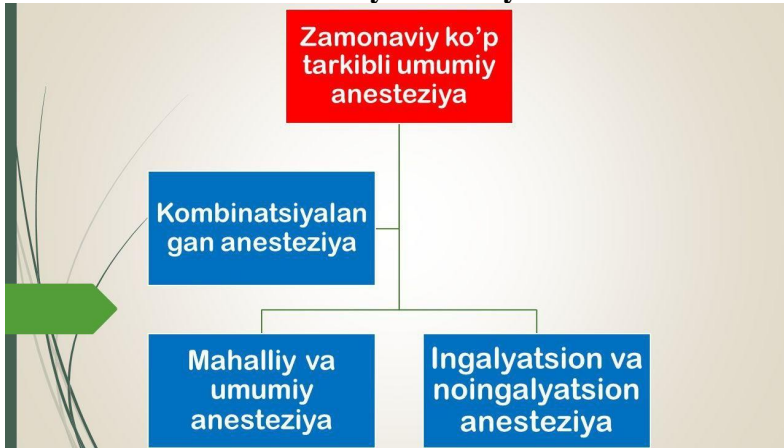 Zamonaviy ko'p
tarkibli umumiy
anesteziya
Kombinatsiyalan
gan anesteziya
Mahalliy va
umumiy
anesteziya
Ingalyatsion va
noingalyatsion
anesteziya